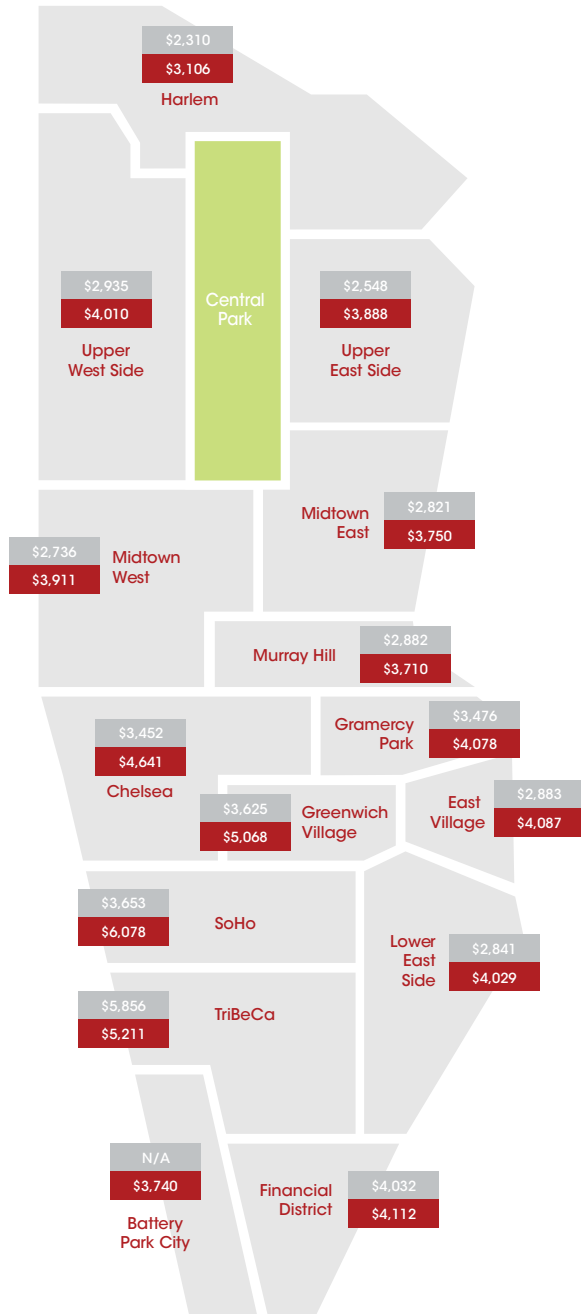 $2,310
$3,106
Harlem
$2,935
$4,010
Upper
West Side
Central
Park
$2,548
$3,888
Upper
East Side
Midtown
East
$2,821
$3,750
$2,736
$3,911
Midtown
West
Murray Hill
$2,882
$3,710
$3,452
$4,641
Chelsea
Gramercy
Park
$3,476
$4,078
$3,625
$5,068
Greenwich
Village
East
Village
$2,883
$4,087
$3,653
$6,078
SoHo
Lower
East
Side
$2,841
$4,029
$5,856
$5,211
TriBeCa
N/A
$3,740
Battery
Park City
Financial
District
$4,032
$4,112